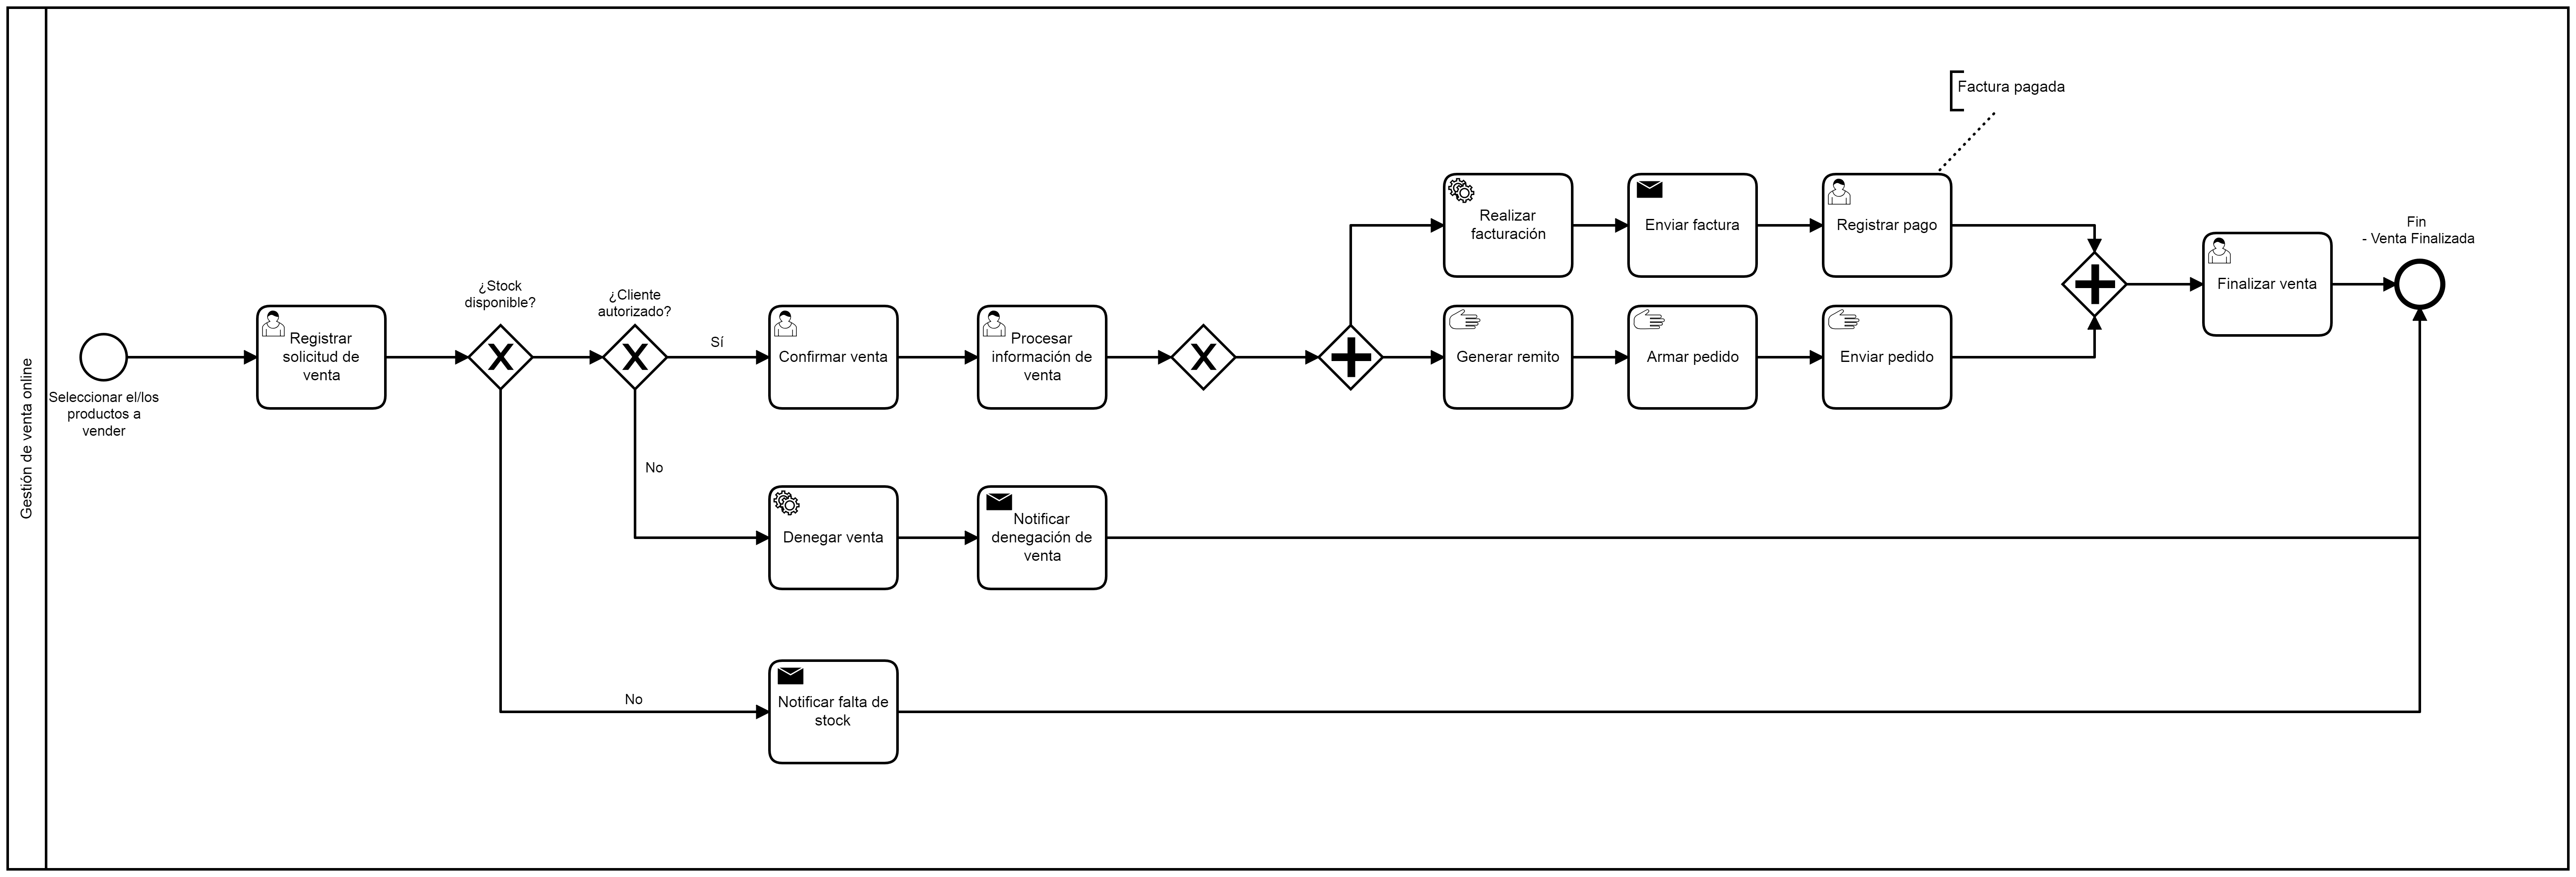 Gestión de venta online
Seleccionar el/los
productos a
vender
Registrar
solicitud de
venta
¿Stock
disponible?
¿Cliente
autorizado?
Sí
Confirmar venta
Procesar
información de
venta
Realizar
facturación
Enviar factura
Registrar pago
Factura pagada
Generar remito
Armar pedido
Enviar pedido
Finalizar venta
Fin
- Venta Finalizada
No
Denegar venta
Notificar
denegación de
venta
No
Notificar falta de
stock